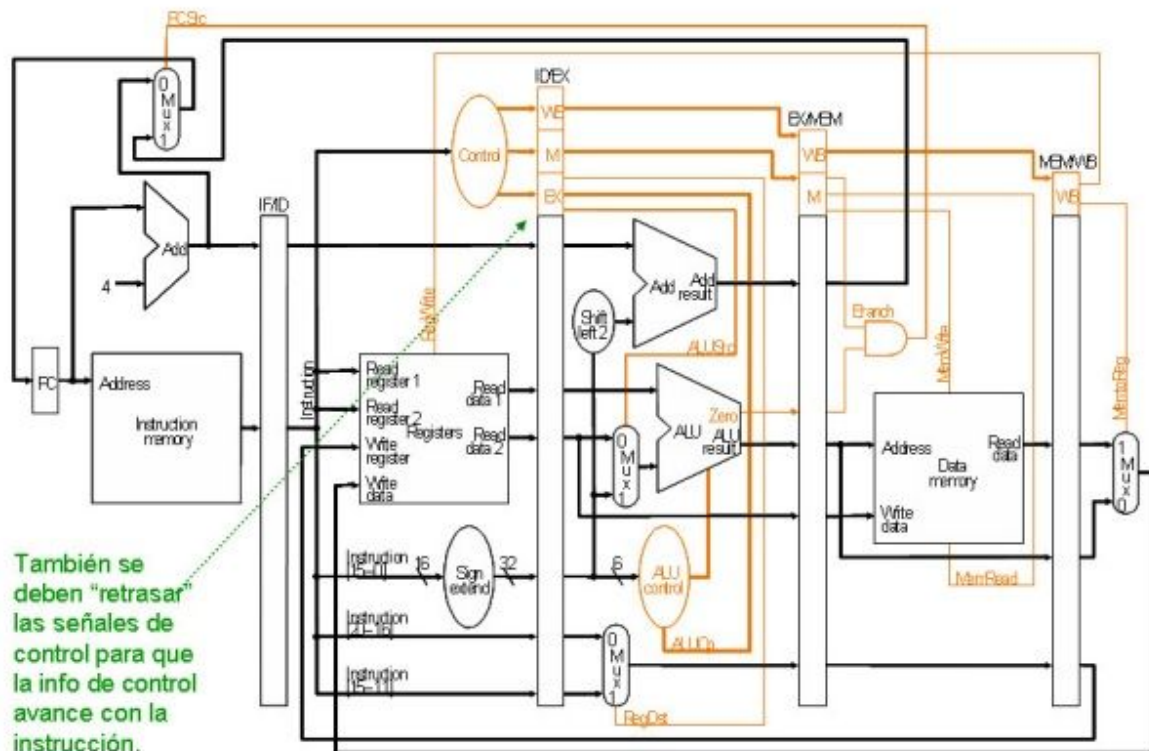 PCSrc
0
M
u
x
1
ID/EX
WB
EX/MEM
Control
M
WB
MEM/WB
EX
M
WB
IF/ID
Add
4
Add
Add
result
Shift
left 2
Branch
RegWrite
ALUSrc
MemWrite
MemtoReg
PC
Address
Instruction
memory
Instruction
Read
register 1
Read
register 2
Registers
Write
register
Write
data
Read
data 1
Read
data 2
0
M
u
x
1
Zero
ALU
ALU
result
Address
Read
data
Data
memory
Write
data
1
M
u
x
0
También se
deben “retrasar”
las señales de
control para que
la info de control
avance con la
instrucción.
Instruction
[15–0]
16
Sign
extend
32
6
ALU
control
MemRead
Instruction
[20–16]
0
M
u
x
1
ALUOp
Instruction
[15–11]
RegDst